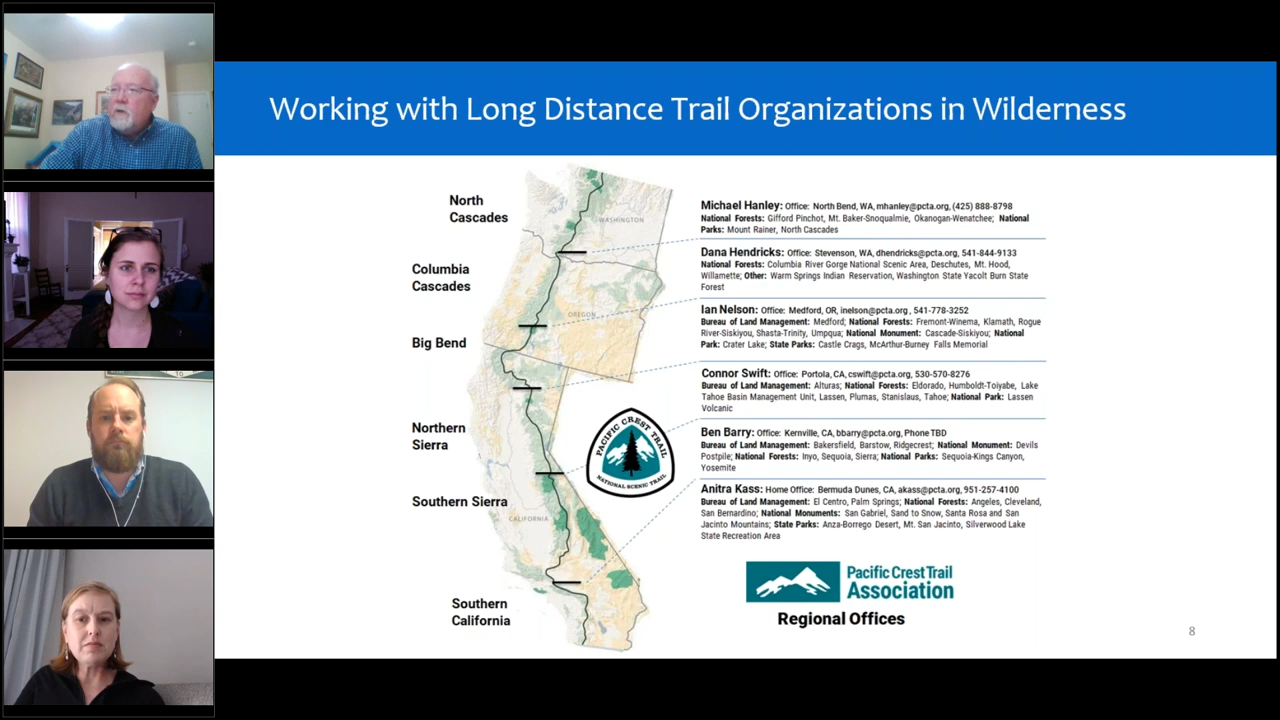 Working with Long Distance Trail Organizations in Wilderness
North
Cascades
Columbia
Cascades
Big Bend
Northern
Sierra
Southern Sierra
Southern
California
WASHINGTON
OREGON
CALIFORNIA
PACIFIC CREST TRAIL
NATIONAL SCENIC TRAIL
Michael Hanley: Office: North Bend, WA, mhanley@pcta.org, (425) 888-8798
National Forests: Gifford Pinchot, Mt. Baker-Snoqualmie, Okanogan-Wenatchee; National
Parks: Mount Rainer, North Cascades
Dana Hendricks: Office: Stevenson, WA, dhendricks@pcta.org, 541-844-9133
National Forests: Columbia River Gorge National Scenic Area, Deschutes, Mt. Hood,
Willamette; Other: Warm Springs Indian Reservation, Washington State Yacolt Burn State
Forest
Ian Nelson: Office: Medford, OR, inelson@pcta.org , 541-778-3252
Bureau of Land Management: Medford; National Forests: Fremont-Winema, Klamath, Rogue
River-Siskiyou, Shasta-Trinity, Umpqua; National Monument: Cascade-Siskiyou; National
Park: Crater Lake; State Parks: Castle Crags, McArthur-Burney Falls Memorial
Connor Swift: Office: Portola, CA, cswift@pcta.org, 530-570-8276
Bureau of Land Management: Alturas; National Forests: Eldorado, Humboldt-Toiyabe, Lake
Tahoe Basin Management Unit, Lassen, Plumas, Stanislaus, Tahoe; National Park: Lassen
Volcanic
Ben Barry: Office: Kernville, CA, bbarry@pcta.org, Phone TBD
Bureau of Land Management: Bakersfield, Barstow, Ridgecrest; National Monument: Devils
Postpile; National Forests: Inyo, Sequoia, Sierra; National Parks: Sequoia-Kings Canyon,
Yosemite
Anitra Kass: Home Office: Bermuda Dunes, CA, akass@pcta.org, 951-257-4100
Bureau of Land Management: El Centro, Palm Springs; National Forests: Angeles, Cleveland,
San Bernardino; National Monuments: San Gabriel, Sand to Snow, Santa Rosa and San
Jacinto Mountains; State Parks: Anza-Borrego Desert, Mt. San Jacinto, Silverwood Lake
State Recreation Area
Pacific Crest Trail
Association
Regional Offices
8